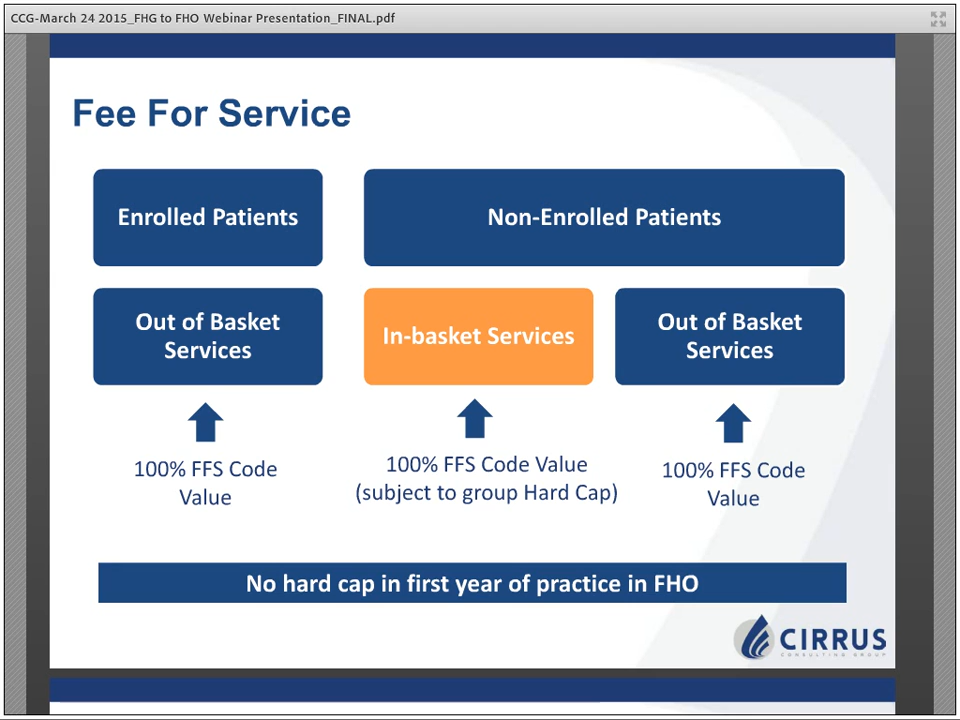 CCG-March 24 2015_FHG to FHO Webinar Presentation_FINAL.pdf
Fee For Service
Enrolled Patients
Non-Enrolled Patients
Out of Basket
Services
In-basket Services
Out of Basket
Services
100% FFS Code
Value
100% FFS Code Value
(subject to group Hard Cap)
100% FFS Code
Value
No hard cap in first year of practice in FHO
CIRRUS
CONSULTING GROUP